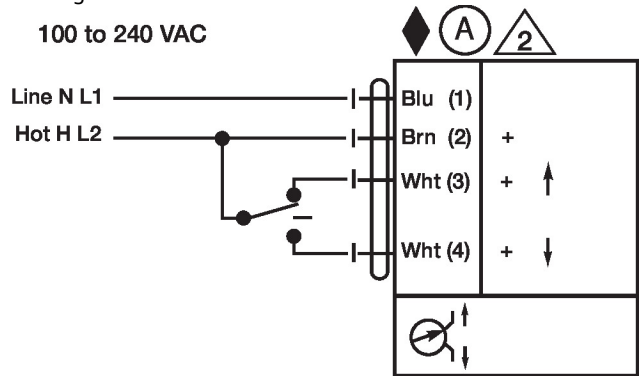 100 to 240 VAC
A
2
Line N L1
Blu (1)
Hot H L2
Brn (2) +
Wht (3) +
Wht (4) +